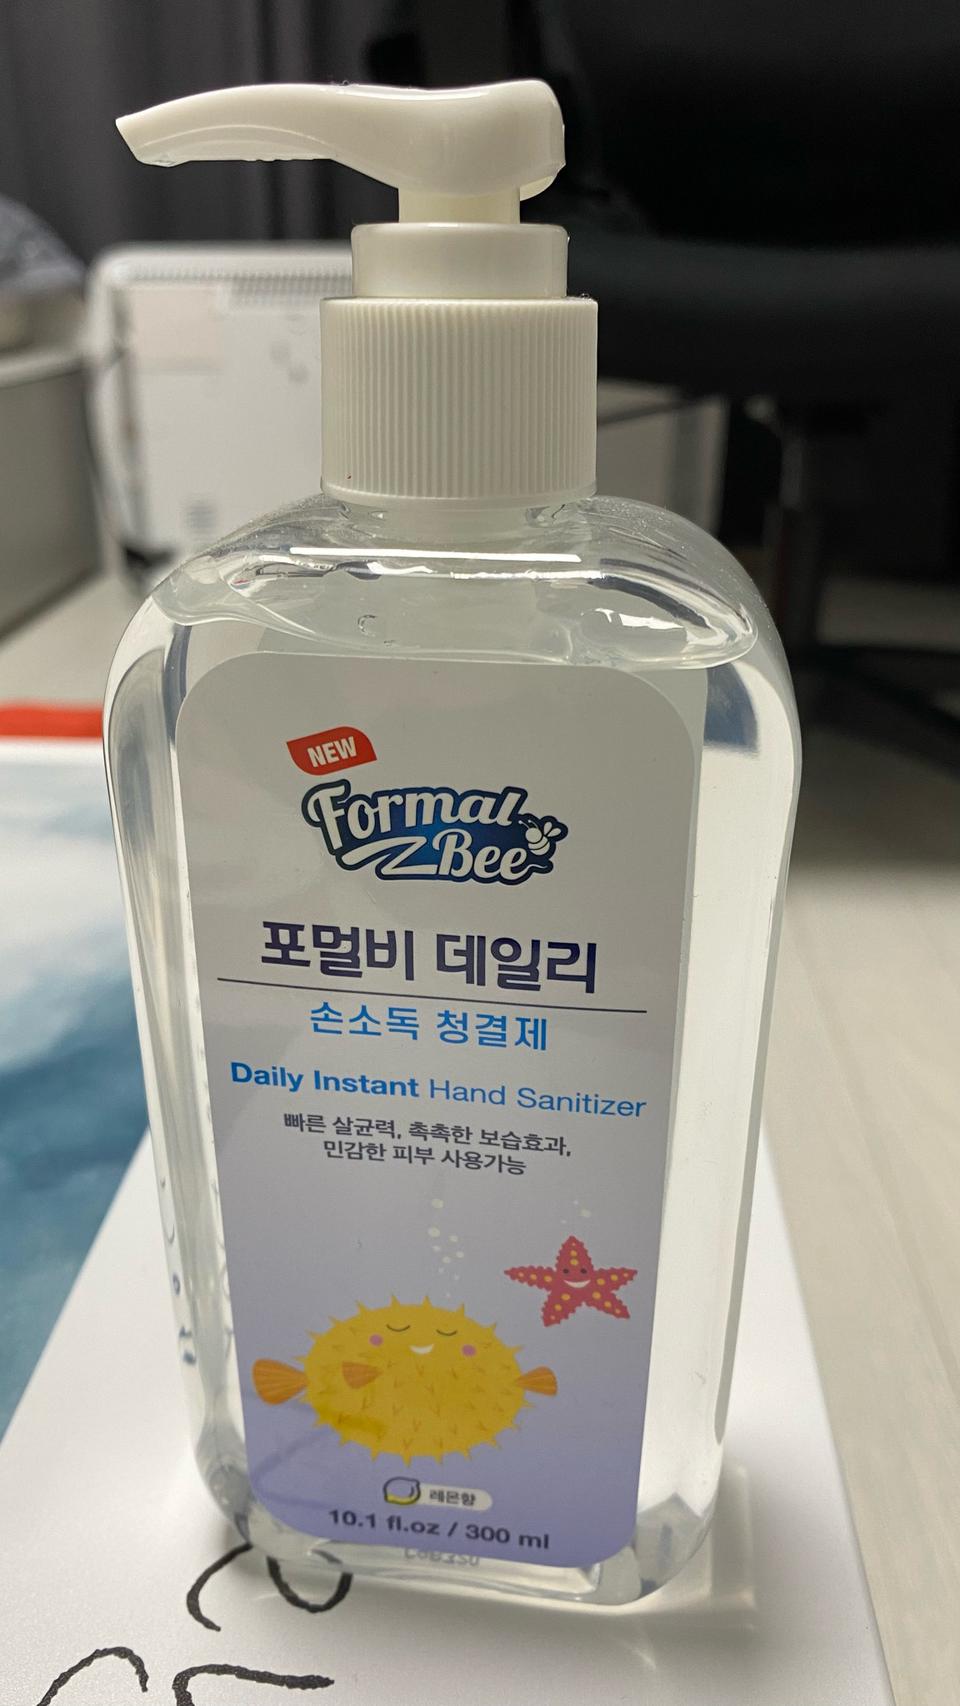 NEW
Formal
Bee
포멀비 데일리
손소독 청결제
Daily Instant Hand Sanitizer
빠른 살균력, 촉촉한 보습효과,
민감한 피부 사용가능
레몬향
10.1 fl.oz / 300 ml